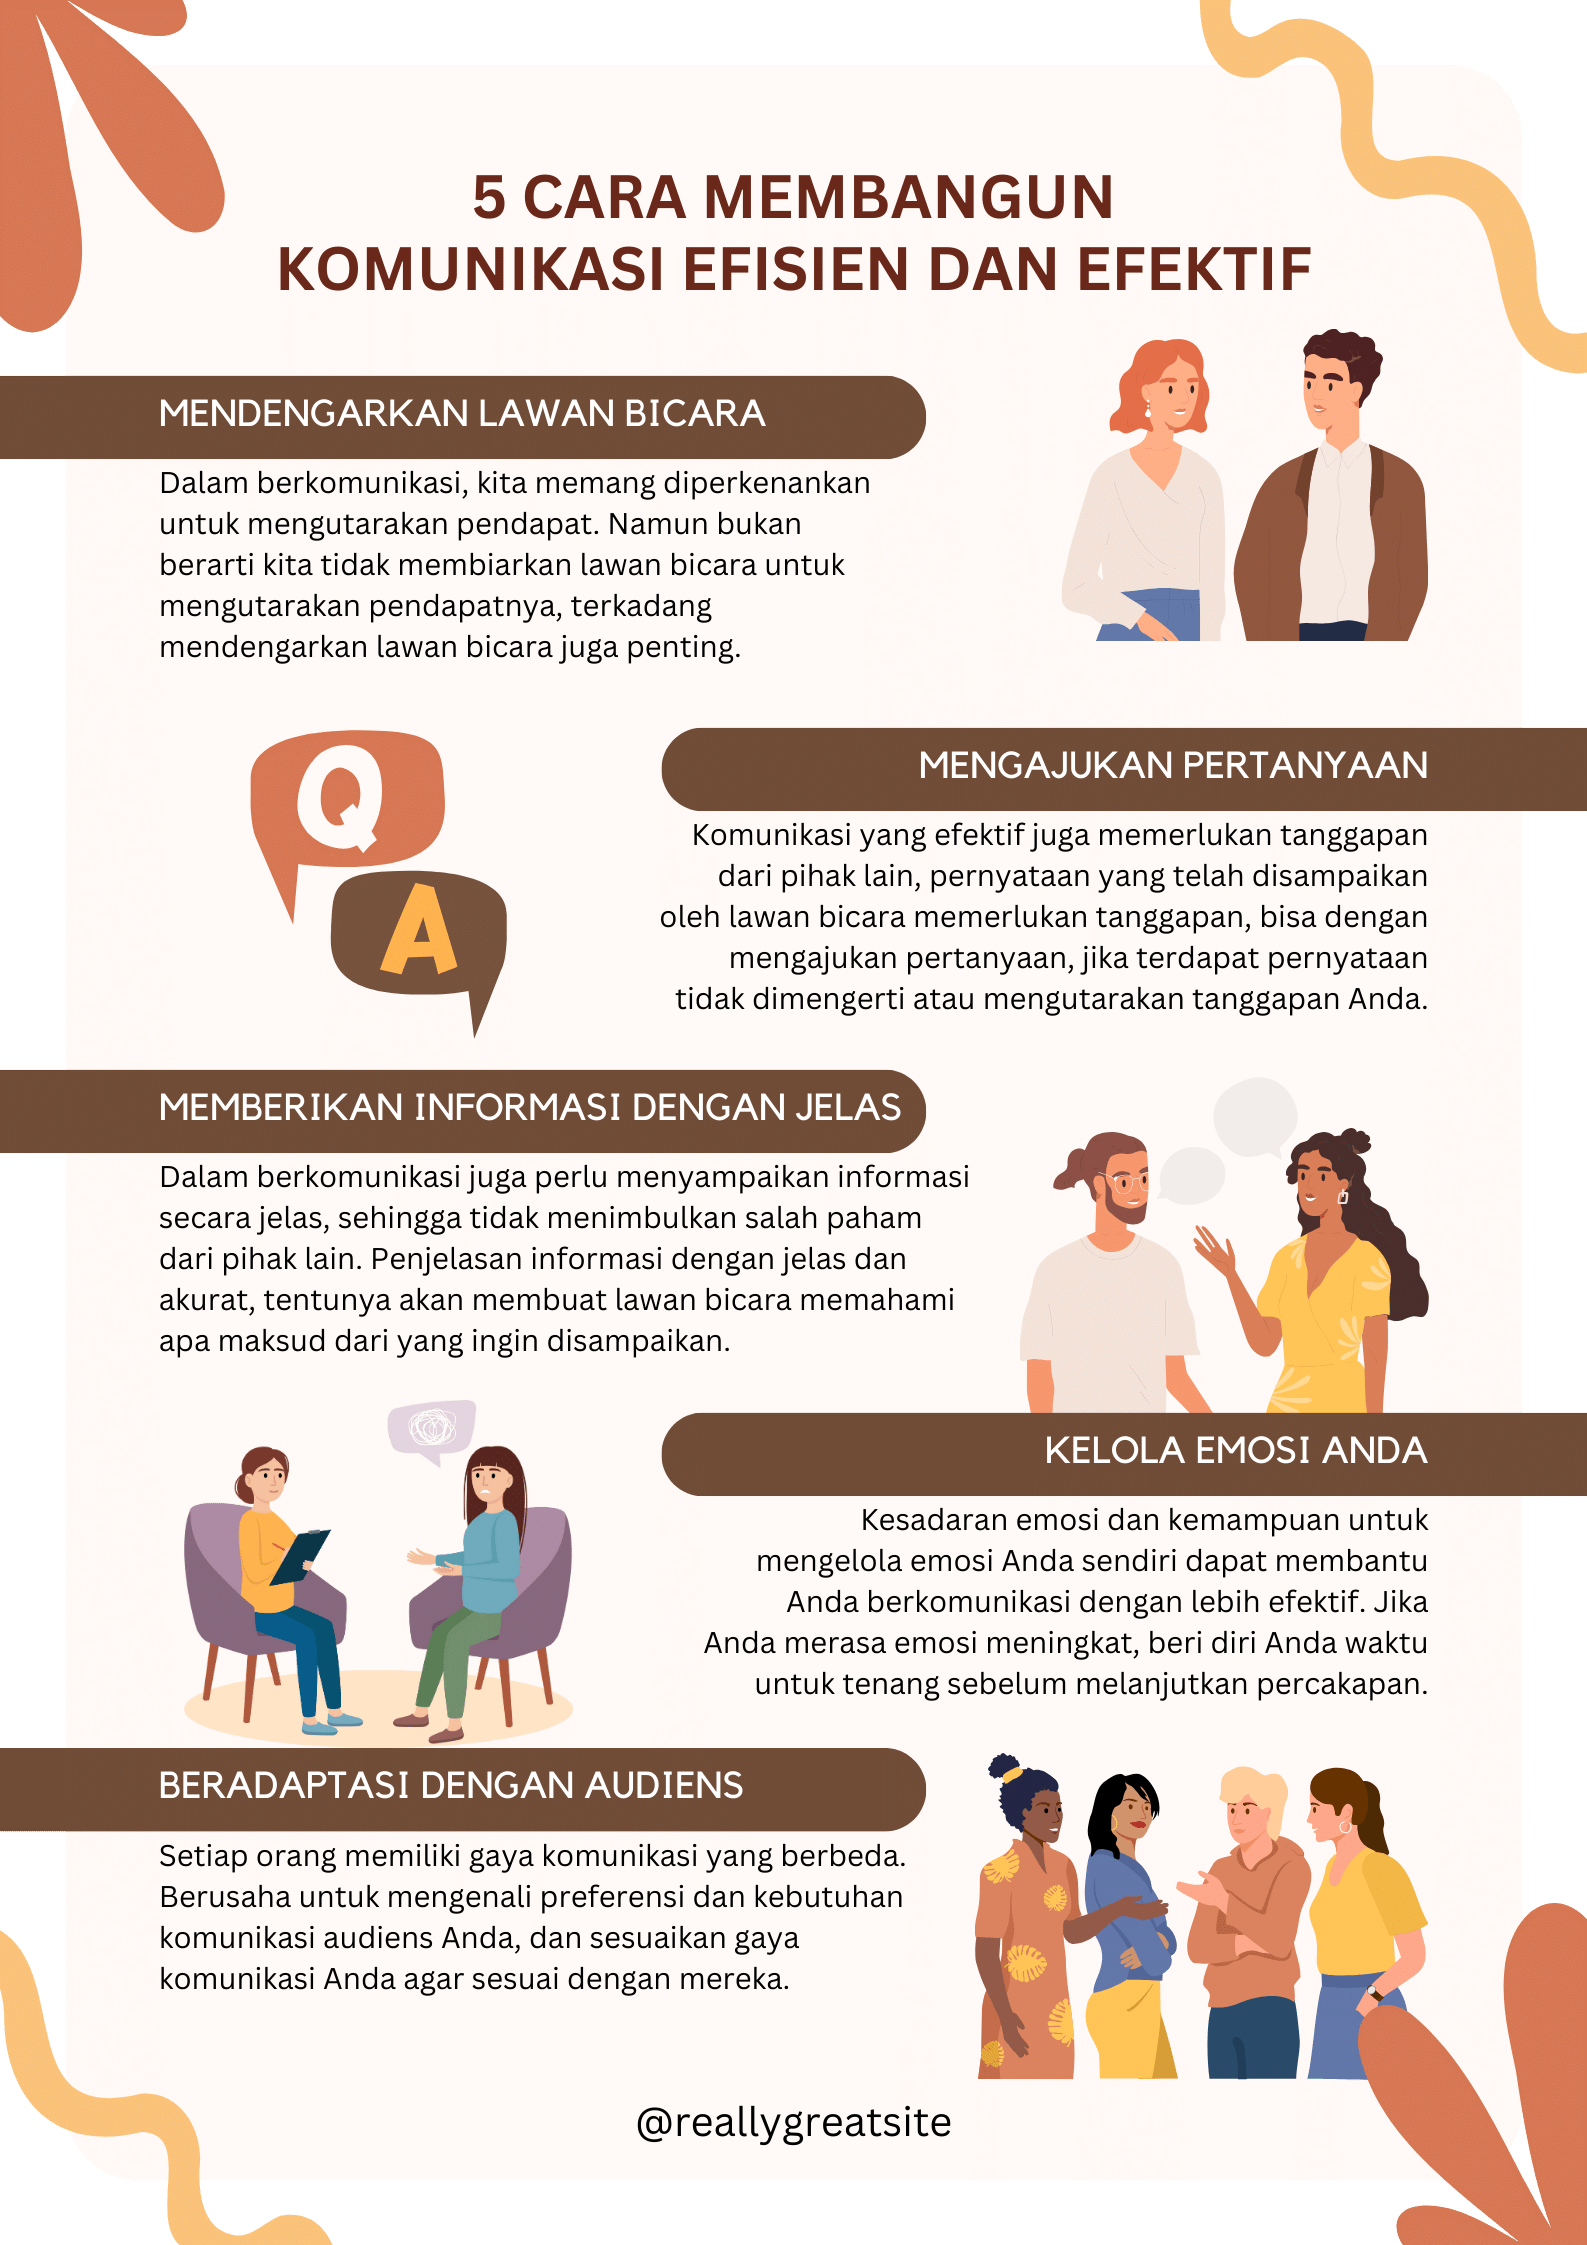 5 CARA MEMBANGUN
KOMUNIKASI EFISIEN DAN EFEKTIF
MENDENGARKAN LAWAN BICARA
Dalam berkomunikasi, kita memang diperkenankan
untuk mengutarakan pendapat. Namun bukan
berarti kita tidak membiarkan lawan bicara untuk
mengutarakan pendapatnya, terkadang
mendengarkan lawan bicara juga penting.
Q
A
MENGAJUKAN PERTANYAAN
Komunikasi yang efektif juga memerlukan tanggapan
dari pihak lain, pernyataan yang telah disampaikan
oleh lawan bicara memerlukan tanggapan, bisa dengan
mengajukan pertanyaan, jika terdapat pernyataan
tidak dimengerti atau mengutarakan tanggapan Anda.
MEMBERIKAN INFORMASI DENGAN JELAS
Dalam berkomunikasi juga perlu menyampaikan informasi
secara jelas, sehingga tidak menimbulkan salah paham
dari pihak lain. Penjelasan informasi dengan jelas dan
akurat, tentunya akan membuat lawan bicara memahami
apa maksud dari yang ingin disampaikan.
KELOLA EMOSI ANDA
Kesadaran emosi dan kemampuan untuk
mengelola emosi Anda sendiri dapat membantu
Anda berkomunikasi dengan lebih efektif. Jika
Anda merasa emosi meningkat, beri diri Anda waktu
untuk tenang sebelum melanjutkan percakapan.
BERADAPTASI DENGAN AUDIENS
Setiap orang memiliki gaya komunikasi yang berbeda.
Berusaha untuk mengenali preferensi dan kebutuhan
komunikasi audiens Anda, dan sesuaikan gaya
komunikasi Anda agar sesuai dengan mereka.
@reallygreatsite